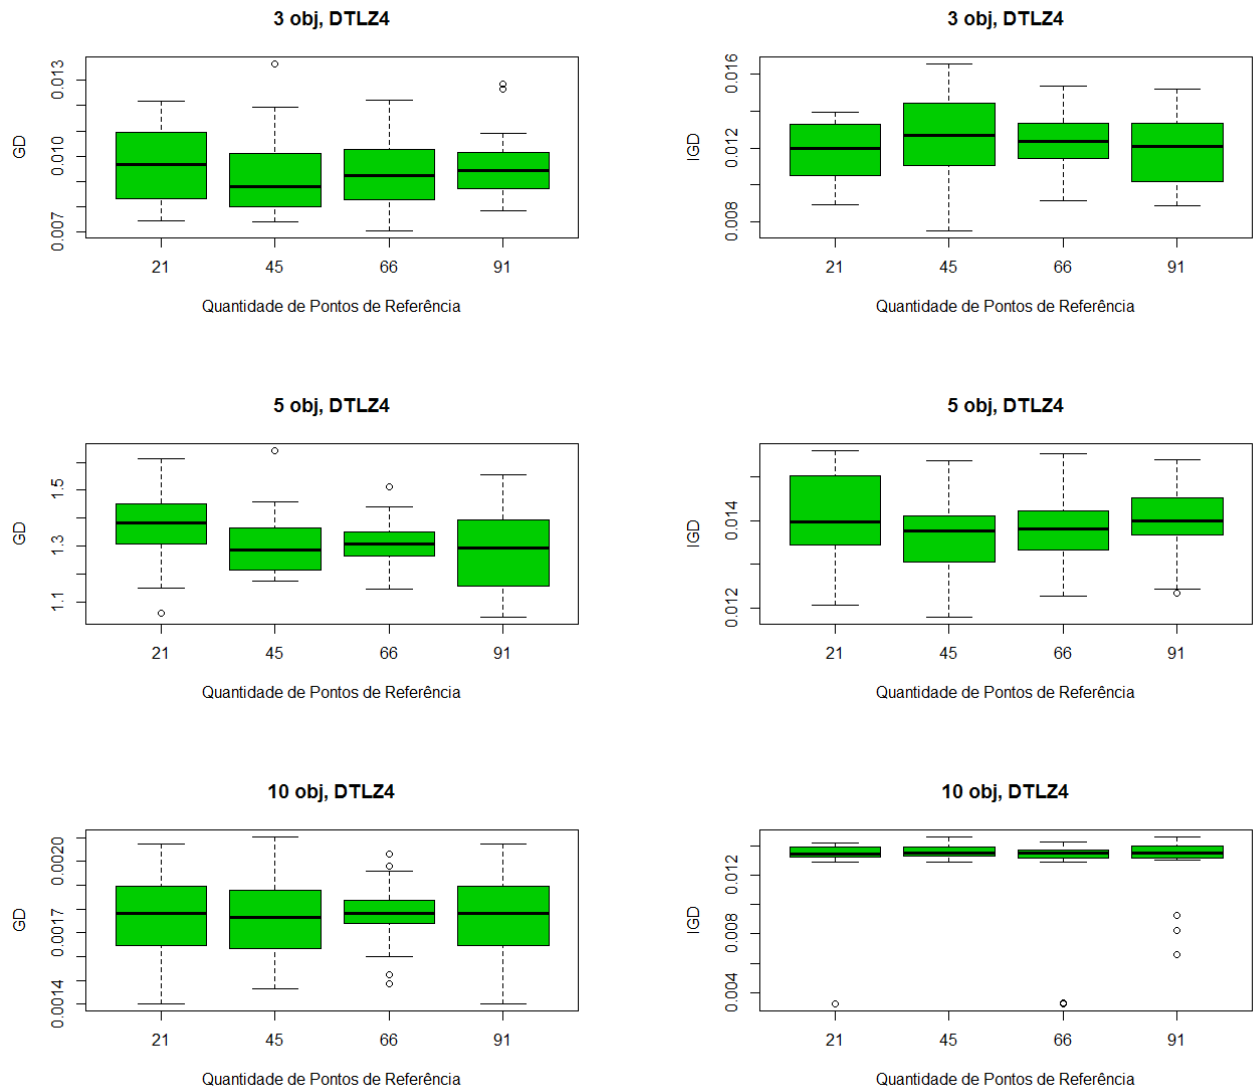 3 obj, DTLZ4
GD
0.007 0.010 0.013
21 45 66 91
Quantidade de Pontos de Referência
3 obj, DTLZ4
IGD
0.008 0.012 0.016
21 45 66 91
Quantidade de Pontos de Referência
5 obj, DTLZ4
GD
1.1 1.3 1.5
21 45 66 91
Quantidade de Pontos de Referência
5 obj, DTLZ4
IGD
0.012 0.014
21 45 66 91
Quantidade de Pontos de Referência
10 obj, DTLZ4
GD
0.0014 0.0017 0.0020
21 45 66 91
Quantidade de Pontos de Referência
10 obj, DTLZ4
IGD
0.004 0.008 0.012
21 45 66 91
Quantidade de Pontos de Referência